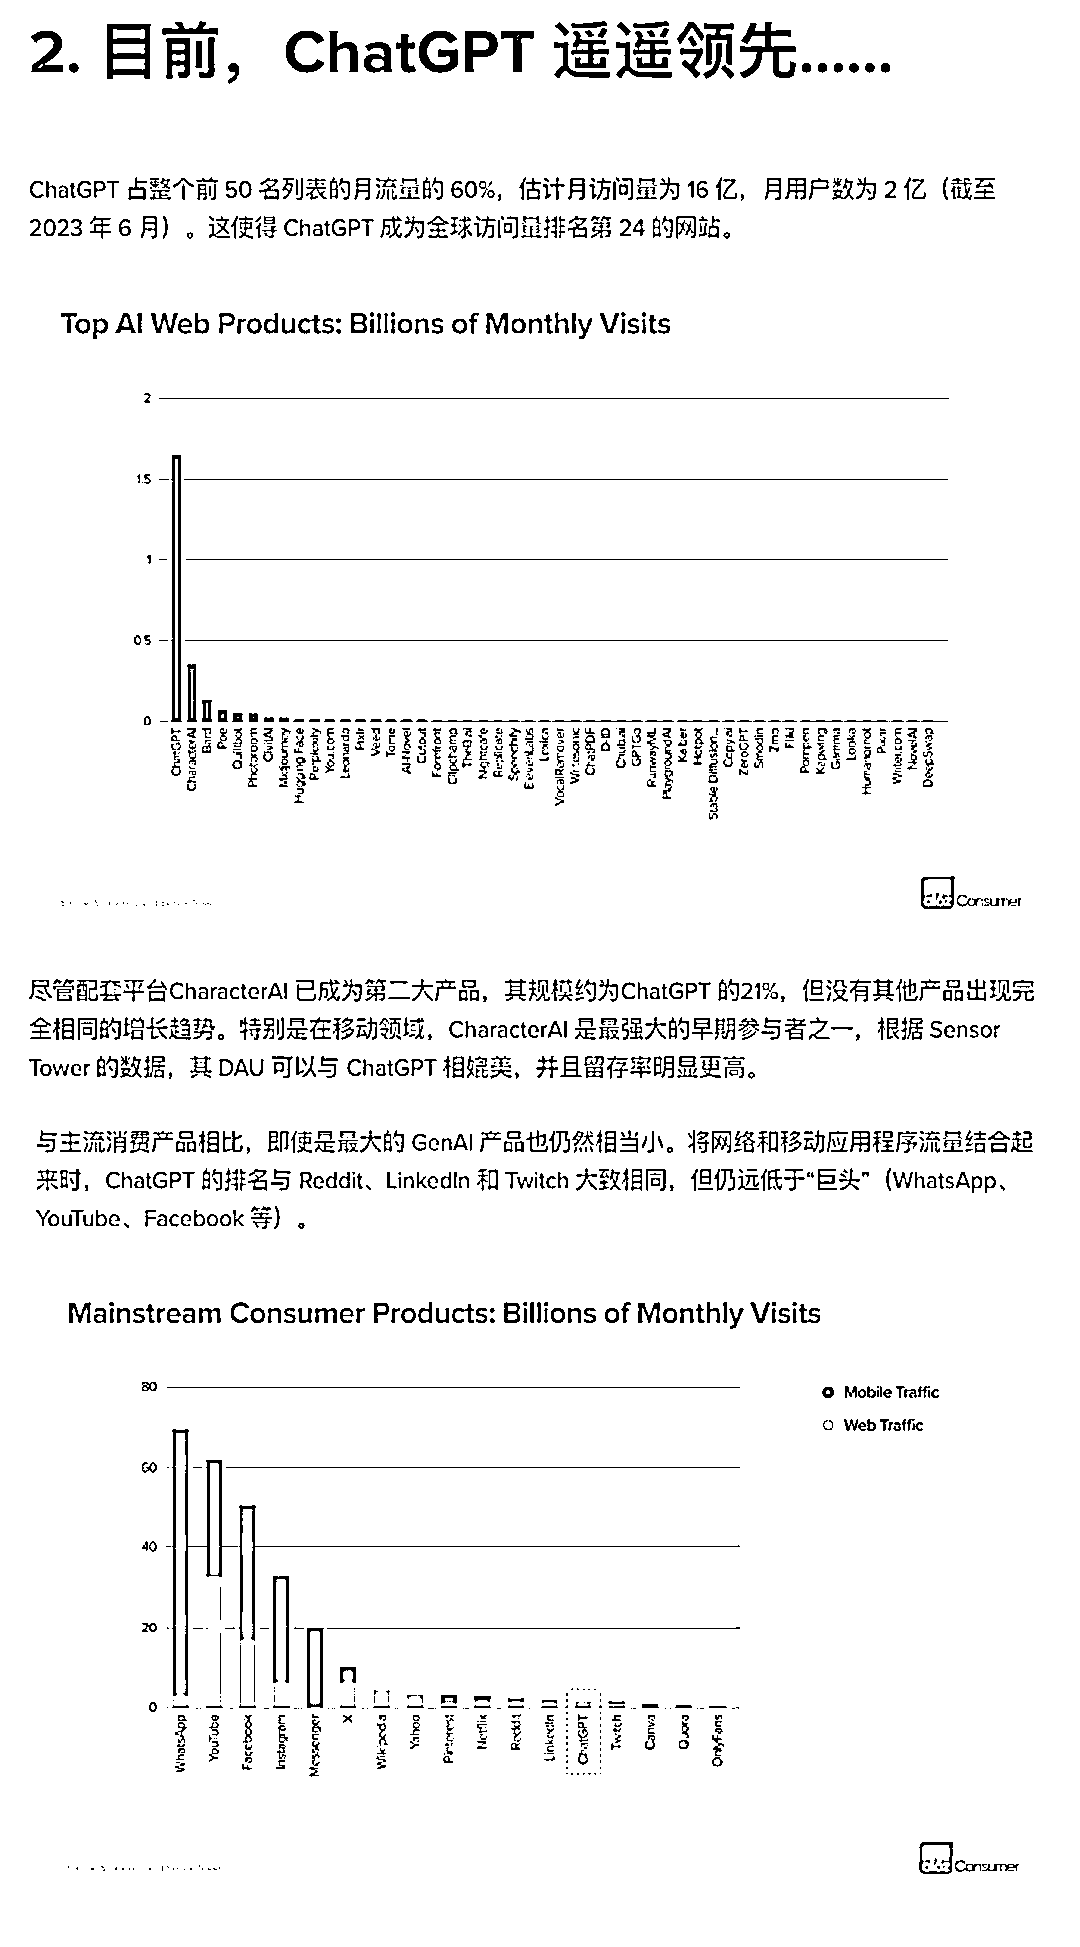 2. 目前，ChatGPT 遥遥领先......
ChatGPT 占整个前 50 名列表的月流量的 60%，估计月访问量为 16 亿，月用户数为 2 亿（截至
2023 年 6 月）。这使得 ChatGPT 成为全球访问量排名第 24 的网站。
Top AI Web Products: Billions of Monthly Visits
2
1.5
1
0.5
0
ChatGPT
CharacterAI
Bard
Poe
Quillbot
Photoroom
CivitAI
Midjourney
Hugging Face
Perplexity
You.com
Leonardo
Pixlr
Veed
Tome
AI-Novel
Cutout
Forefront
Clipchamp
TheB.ai
Nightcafe
Replicate
Speechify
ElevenLabs
Lexica
VocalRemover
Writesonic
ChatPDF
D-ID
Chub.ai
GPTGo
RunwayML
PlaygroundAI
Kaiber
Hotpot
Stable Diffusion...
Copy.ai
ZeroGPT
Smodin
Zmo
Fliki
Pornpen
Kapwing
Gamma
Looka
Humanornot
Pixai
Writer.com
NovelAI
DeepSwap
Consumer
尽管配套平台CharacterAI 已成为第二大产品，其规模约为ChatGPT 的21%，但没有其他产品出现完
全相同的增长趋势。特别是在移动领域，CharacterAI 是最强大的早期参与者之一，根据 Sensor
Tower 的数据，其 DAU 可以与 ChatGPT 相媲美，并且留存率明显更高。
与主流消费产品相比，即使是最大的 GenAI 产品也仍然相当小。将网络和移动应用程序流量结合起
来时，ChatGPT 的排名与 Reddit、LinkedIn 和 Twitch 大致相同，但仍远低于“巨头”（WhatsApp、
YouTube、Facebook 等）。
Mainstream Consumer Products: Billions of Monthly Visits
80
60
40
20
0
Mobile Traffic
Web Traffic
WhatsApp
YouTube
Facebook
Instagram
Messenger
X
Wikipedia
Yahoo
Pinterest
Netflix
Reddit
LinkedIn
ChatGPT
Twitch
Canva
Quora
OnlyFans
Consumer